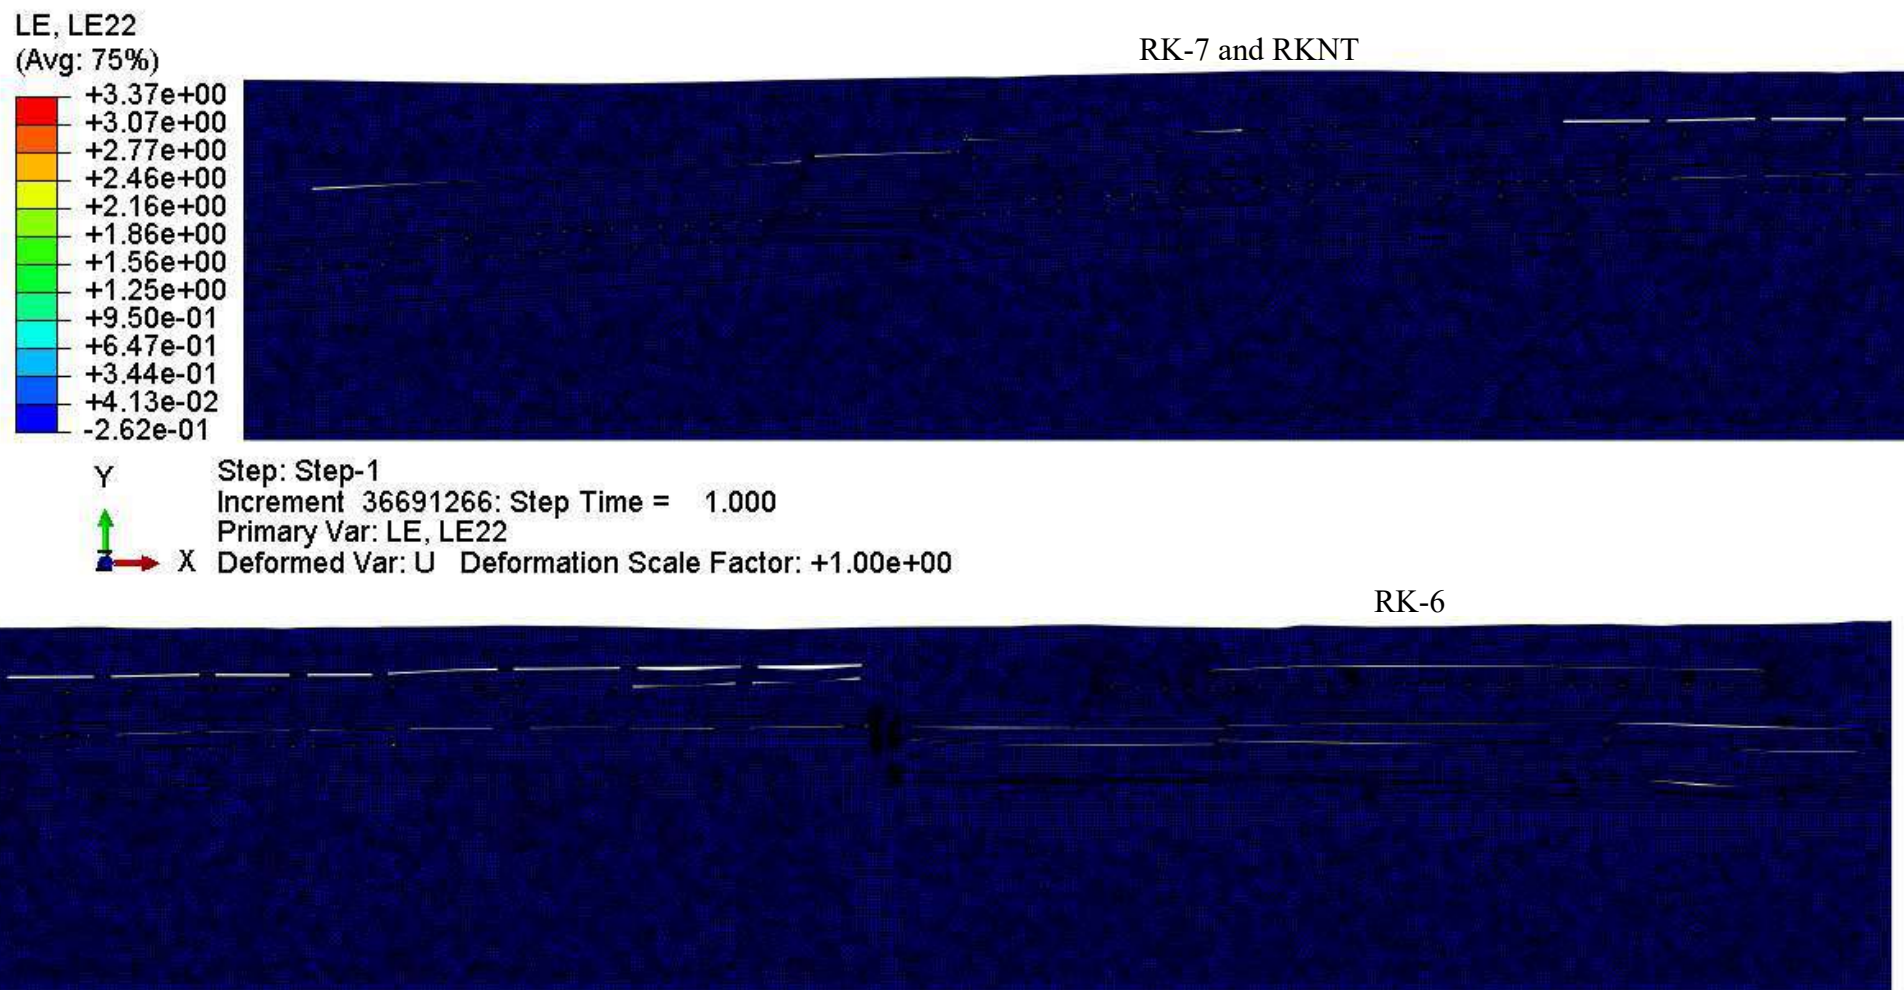 LE, LE22
(Avg: 75%)
+3.37e+00
+3.07e+00
+2.77e+00
+2.46e+00
+2.16e+00
+1.86e+00
+1.56e+00
+1.25e+00
+9.50e-01
+6.47e-01
+3.44e-01
+4.13e-02
-2.62e-01
RK-7 and RKNT
Y
X
Step: Step-1
Increment 36691266: Step Time = 1.000
Primary Var: LE, LE22
Deformed Var: U Deformation Scale Factor: +1.00e+00
RK-6